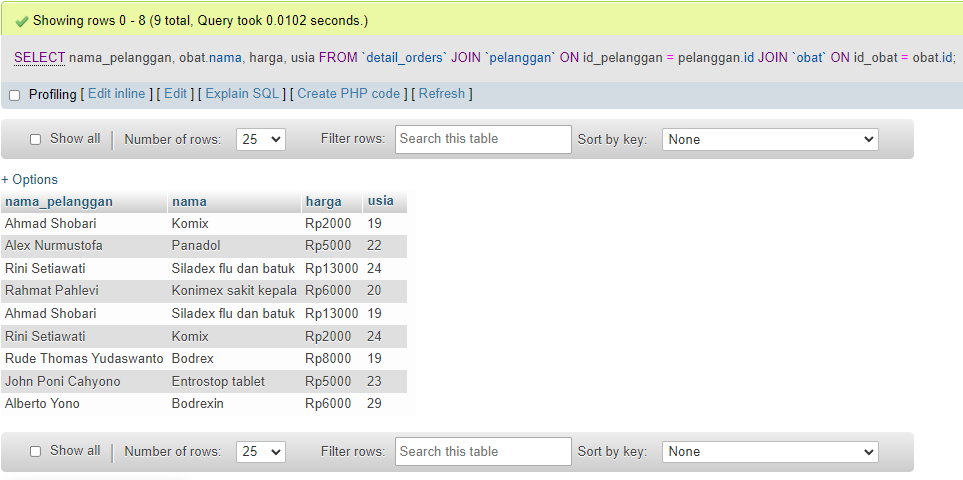 Showing rows 0 - 8 (9 total, Query took 0.0102 seconds.)
SELECT nama_pelanggan, obat.nama, harga, usia FROM `detail_orders` JOIN `pelanggan` ON id_pelanggan = pelanggan.id JOIN `obat` ON id_obat = obat.id;
Profiling [ Edit inline ] [ Edit ] [ Explain SQL ] [ Create PHP code ] [ Refresh ]
Show all Number of rows: 25 Filter rows: Search this table Sort by key: None
+ Options
nama_pelanggan nama harga usia
Ahmad Shobari Komix Rp2000 19
Alex Nurmustofa Panadol Rp5000 22
Rini Setiawati Siladex flu dan batuk Rp13000 24
Rahmat Pahlevi Konimex sakit kepala Rp6000 20
Ahmad Shobari Siladex flu dan batuk Rp13000 19
Rini Setiawati Komix Rp2000 24
Rude Thomas Yudaswanto Bodrex Rp8000 19
John Poni Cahyono Entrostop tablet Rp5000 23
Alberto Yono Bodrexin Rp6000 29
Show all Number of rows: 25 Filter rows: Search this table Sort by key: None